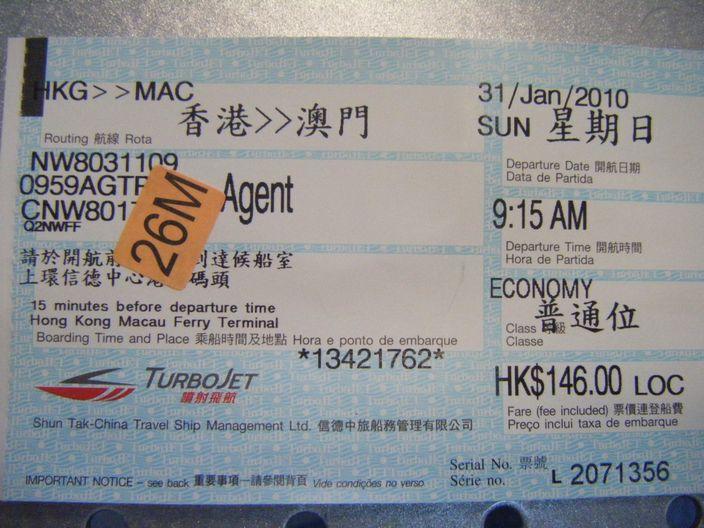 HKG>>MAC
香港>>澳門
Routing 航線 Rota
NW8031109
0959AGTF Agent
CNW8017
Q2NWFF
26M
請於開航前 到達候船室
上環信德中心港 碼頭
15 minutes before departure time
Hong Kong Macau Ferry Terminal
Boarding Time and Place 乘船時間及地點 Hora e ponto de embarque
*13421762*
TURBOJET
噴射飛航
Shun Tak-China Travel Ship Management Ltd. 信德中旅船務管理有限公司
IMPORTANT NOTICE – see back 重要事項一請參閱背頁 Vide condições no verso
31/Jan/2010
SUN 星期日
Departure Date 開航日期
Data de Partida
9:15 AM
Departure Time 開航時間
Hora de Partida
ECONOMY
普通位
Class 級
Classe
HK$146.00 LOC
Fare (fee included) 票價連登船費
Preço inclui taxa de embarque
Serial No. 票號
Série no.
L 2071356